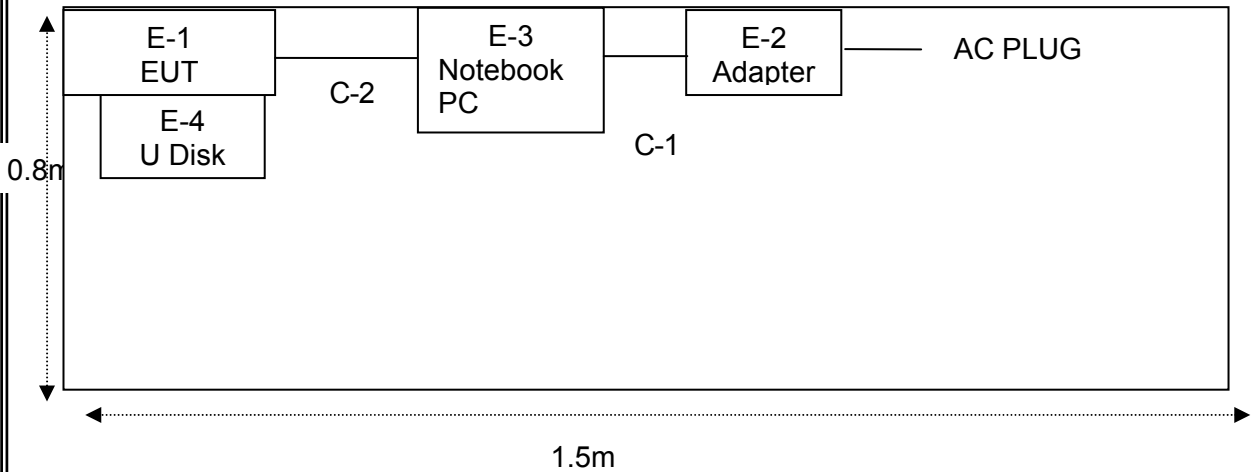 E-1
EUT
C-2
E-3
Notebook
PC
C-1
E-2
Adapter
AC PLUG
E-4
U Disk
0.8m
1.5m